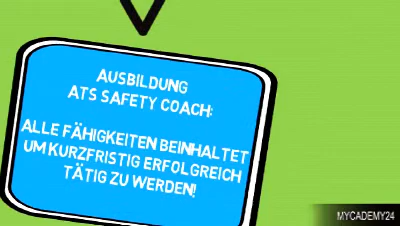 AUSBILDUNG
ATS SAFETY COACH:
ALLE FÄHIGKEITEN BEINHALTET
UM KURZFRISTIG ERFOLGREICH
TÄTIG ZU WERDEN!
MYCADEMY24